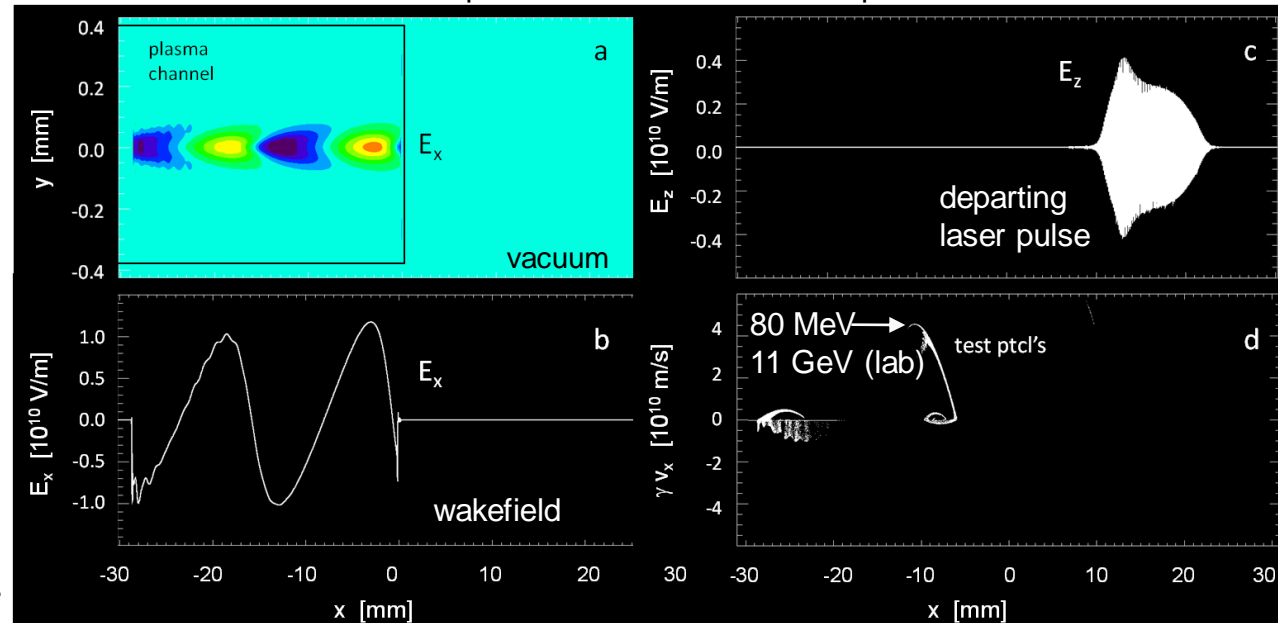 0.4
0.2
0.0
-0.2
-0.4
y [mm]
plasma
channel
a
E_x
vacuum
0.6
0.4
0.2
0.0
-0.2
-0.4
E_z [10^10 V/m]
c
E_z
departing
laser pulse
1.0
0.5
0.0
-0.5
-1.0
E_x [10^10 V/m]
b
E_x
wakefield
-30 -20 -10 0 10 20 30
x [mm]
4
2
0
-2
-4
γ v_x [10^10 m/s]
80 MeV
11 GeV (lab)
test ptcl's
d
-30 -20 -10 0 10 20 30
x [mm]